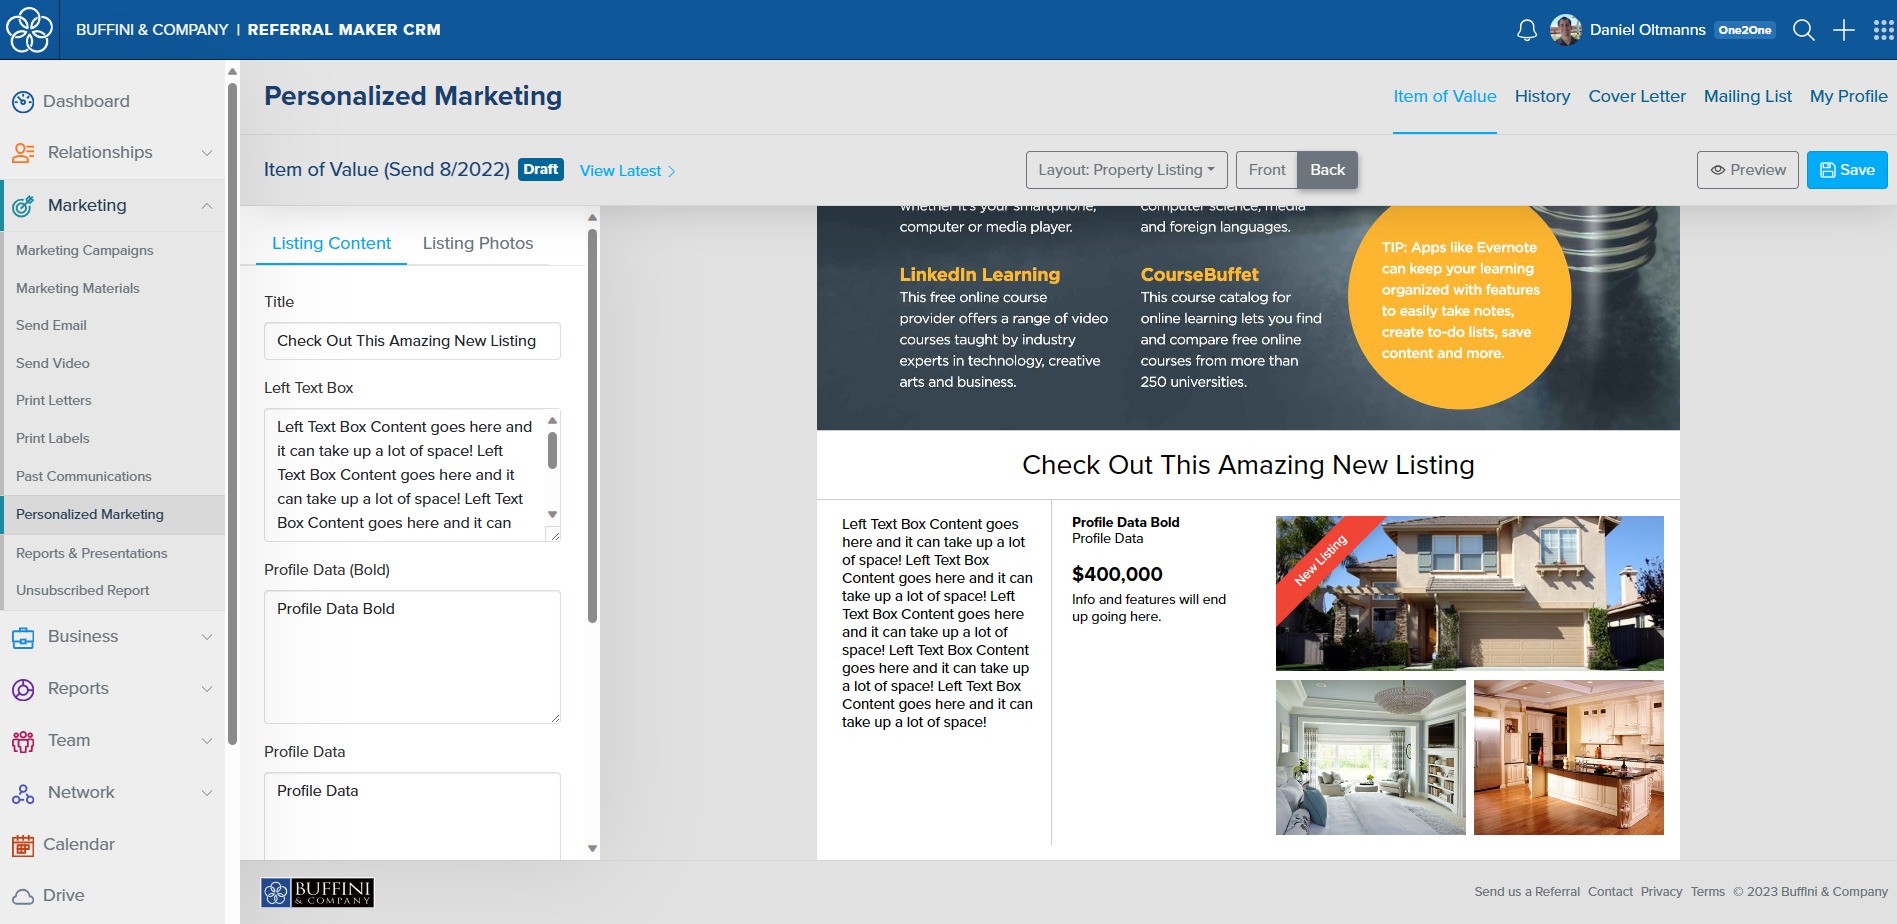 BUFFINI & COMPANY | REFERRAL MAKER CRM
Daniel Oltmanns One2One
Dashboard
Relationships
Marketing
Marketing Campaigns
Marketing Materials
Send Email
Send Video
Print Letters
Print Labels
Past Communications
Personalized Marketing
Reports & Presentations
Unsubscribed Report
Business
Reports
Team
Network
Calendar
Drive
Personalized Marketing
Item of Value History Cover Letter Mailing List My Profile
Item of Value (Send 8/2022) Draft View Latest
Layout: Property Listing Front Back
Preview Save
Listing Content Listing Photos
Title
Check Out This Amazing New Listing
Left Text Box
Left Text Box Content goes here and
it can take up a lot of space! Left
Text Box Content goes here and it
can take up a lot of space! Left Text
Box Content goes here and it can
Profile Data (Bold)
Profile Data Bold
Profile Data
Profile Data
whether it's your smartphone,
computer or media player.
computer science, media
and foreign languages.
LinkedIn Learning
This free online course
provider offers a range of video
courses taught by industry
experts in technology, creative
arts and business.
CourseBuffet
This course catalog for
online learning lets you find
and compare free online
courses from more than
250 universities.
TIP: Apps like Evernote
can keep your learning
organized with features
to easily take notes,
create to-do lists, save
content and more.
Check Out This Amazing New Listing
Left Text Box Content goes
here and it can take up a lot
of space! Left Text Box
Content goes here and it can
take up a lot of space! Left
Text Box Content goes here
and it can take up a lot of
space! Left Text Box Content
goes here and it can take up
a lot of space! Left Text Box
Content goes here and it can
take up a lot of space!
Profile Data Bold
Profile Data
$400,000
Info and features will end
up going here.
New Listing
BUFFINI
& COMPANY
Send us a Referral Contact Privacy Terms © 2023 Buffini & Company